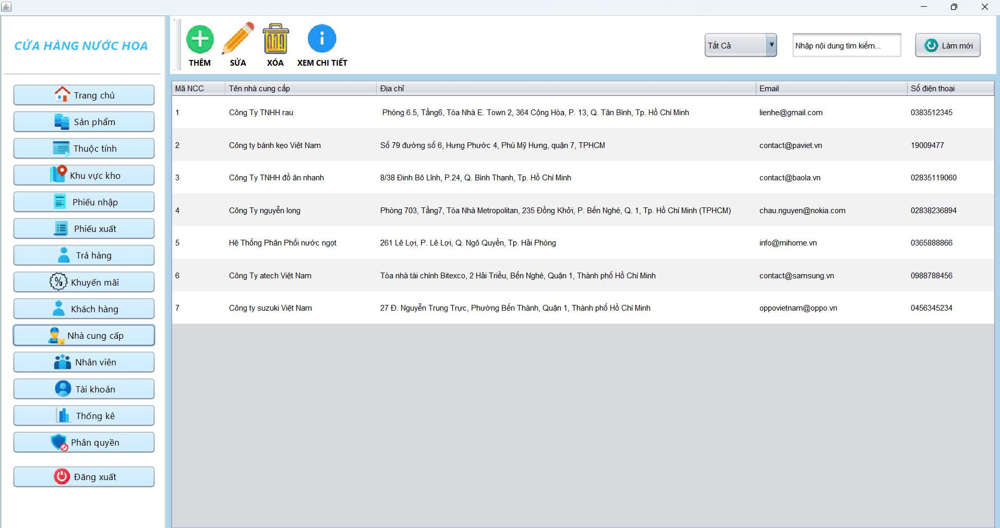 CỬA HÀNG NƯỚC HOA
Trang chủ
Sản phẩm
Thuộc tính
Khu vực kho
Phiếu nhập
Phiếu xuất
Trả hàng
Khuyến mãi
Khách hàng
Nhà cung cấp
Nhân viên
Tài khoản
Thống kê
Phân quyền
Đăng xuất
THÊM SỬA XÓA XEM CHI TIẾT
Tất Cả Nhập nội dung tìm kiếm... Làm mới
Mã NCC Tên nhà cung cấp Địa chỉ Email Số điện thoại
1 Công Ty TNHH rau Phòng 6.5, Tầng6, Tòa Nhà E. Town 2, 364 Cộng Hòa, P. 13, Q. Tân Bình, Tp. Hồ Chí Minh lienhe@gmail.com 0383512345
2 Công ty bánh kẹo Việt Nam Số 79 đường số 6, Hưng Phước 4, Phú Mỹ Hưng, quận 7, TPHCM contact@paviet.vn 19009477
3 Công Ty TNHH đồ ăn nhanh 8/38 Đinh Bô Lĩnh, P.24, Q. Bình Thạnh, Tp. Hồ Chí Minh contact@baola.vn 02835119060
4 Công Ty nguyễn long Phòng 703, Tầng7, Tòa Nhà Metropolitan, 235 Đồng Khởi, P. Bến Nghé, Q. 1, Tp. Hồ Chí Minh (TPHCM) chau.nguyen@nokia.com 02838236894
5 Hệ Thống Phân Phối nước ngọt 261 Lê Lợi, P. Lê Lợi, Q. Ngô Quyền, Tp. Hải Phòng info@mihome.vn 0365888866
6 Công Ty atech Việt Nam Tòa nhà tài chính Bitexco, 2 Hải Triều, Bến Nghé, Quận 1, Thành phố Hồ Chí Minh contact@samsung.vn 0988788456
7 Công ty suzuki Việt Nam 27 Đ. Nguyễn Trung Trực, Phường Bến Thành, Quận 1, Thành phố Hồ Chí Minh oppovietnam@oppo.vn 0456345234